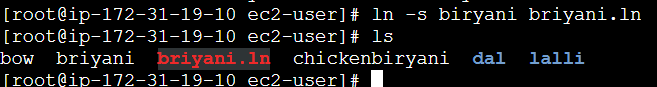 [root@ip-172-31-19-10 ec2-user]# ln -s biryani briyani.ln
[root@ip-172-31-19-10 ec2-user]# ls
bow  briyani  briyani.ln  chickenbiryani  dal  lalli
[root@ip-172-31-19-10 ec2-user]#